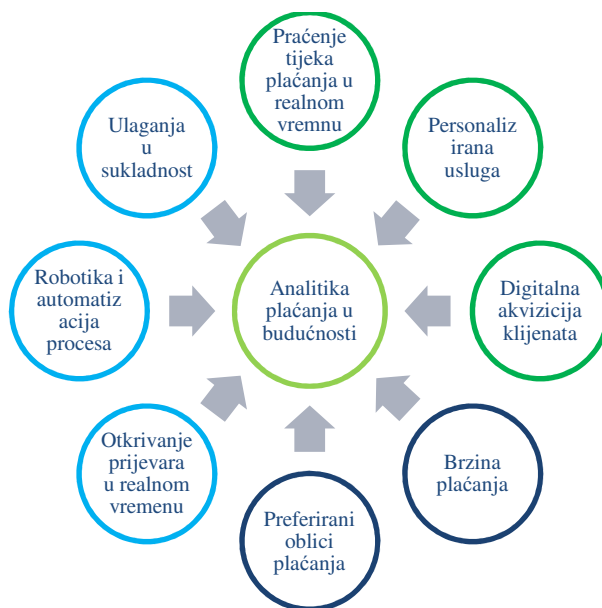 Praćenje
tijeka
plaćanja u
realnom
vremnu
Personaliz
irana
usluga
Digitalna
akvizicija
klijenata
Brzina
plaćanja
Preferirani
oblici
plaćanja
Otkrivanje
prijevara
u realnom
vremenu
Robotika i
automatiz
acija
procesa
Ulaganja
u
sukladnost
Analitika
plaćanja u
budućnosti